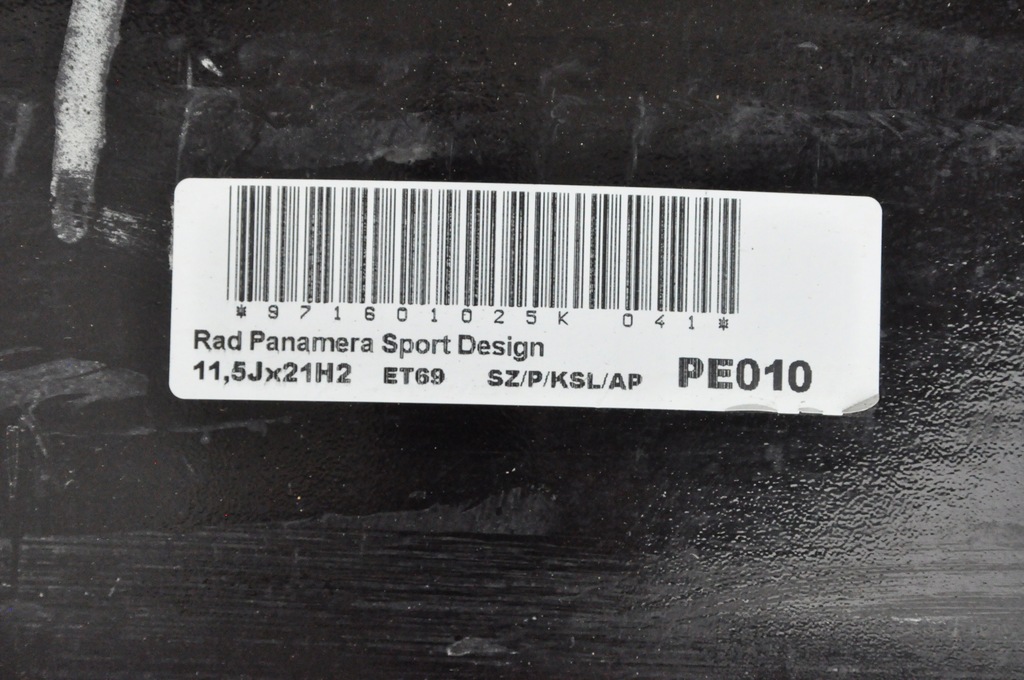 *971601025K 041*
Rad Panamera Sport Design
11,5Jx21H2 ET69 SZ/P/KSL/AP PE010